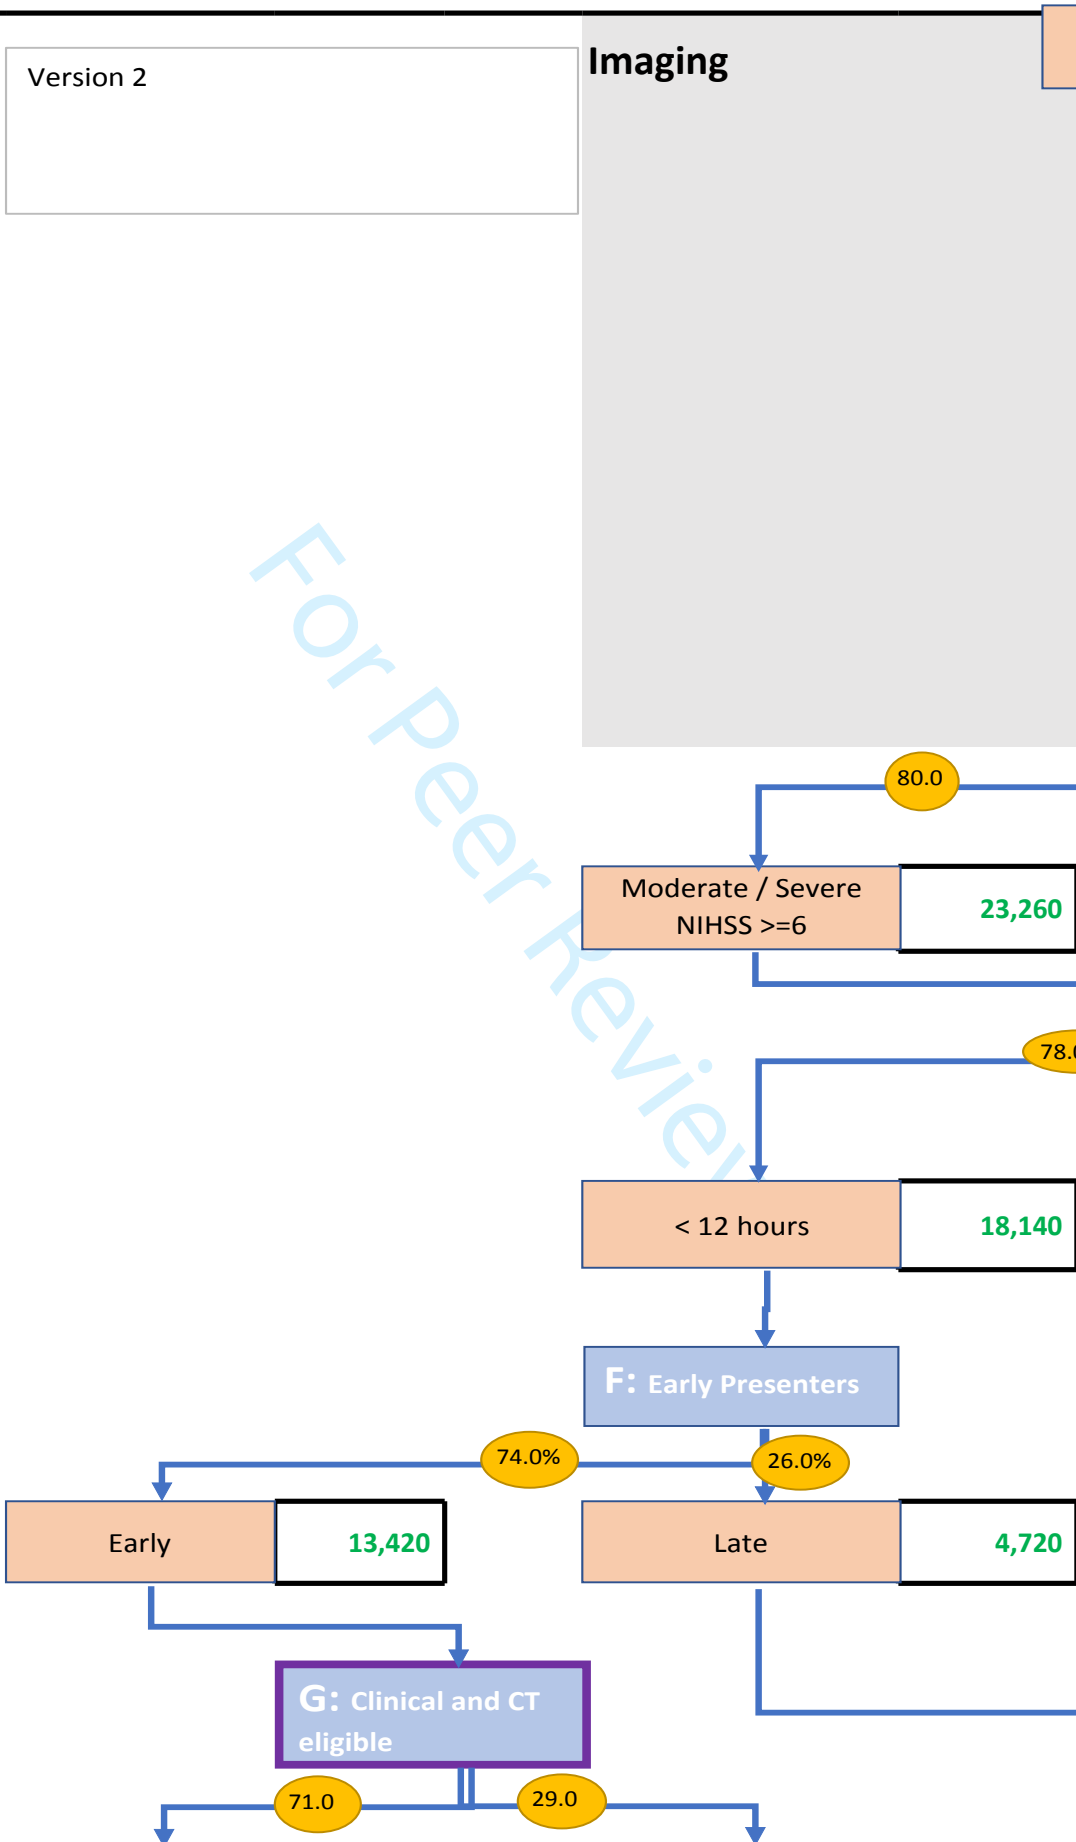 Version 2
Imaging
80.0
Moderate / Severe
NIHSS >=6
23,260
78.
< 12 hours
18,140
F: Early Presenters
74.0%
26.0%
Early
13,420
Late
4,720
G: Clinical and CT
eligible
71.0
29.0
For Peer Review